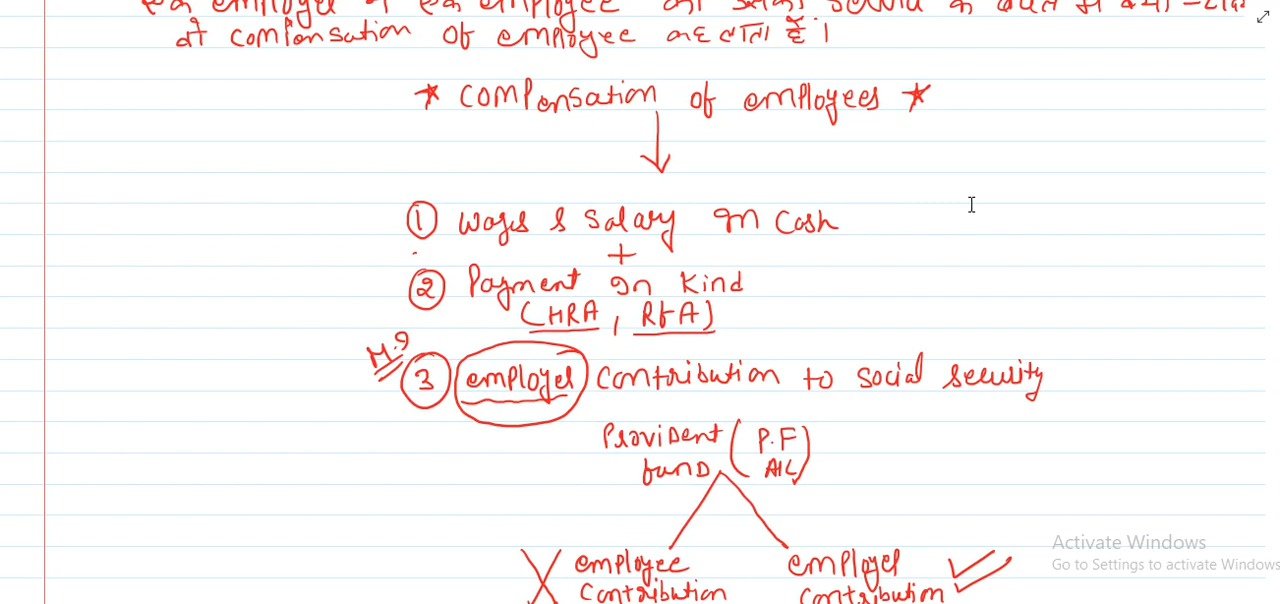 employer employee
तो compensation of employee कहलाता है।
★ compensation of employees ★
① wages & salary In Cash
+
② Payment In Kind
(HRA, RFA)
③ employer contribution to social security
Provident (P.F
fund A/c)
employee employer
contribution contribution
Activate Windows
Go to Settings to activate Windows